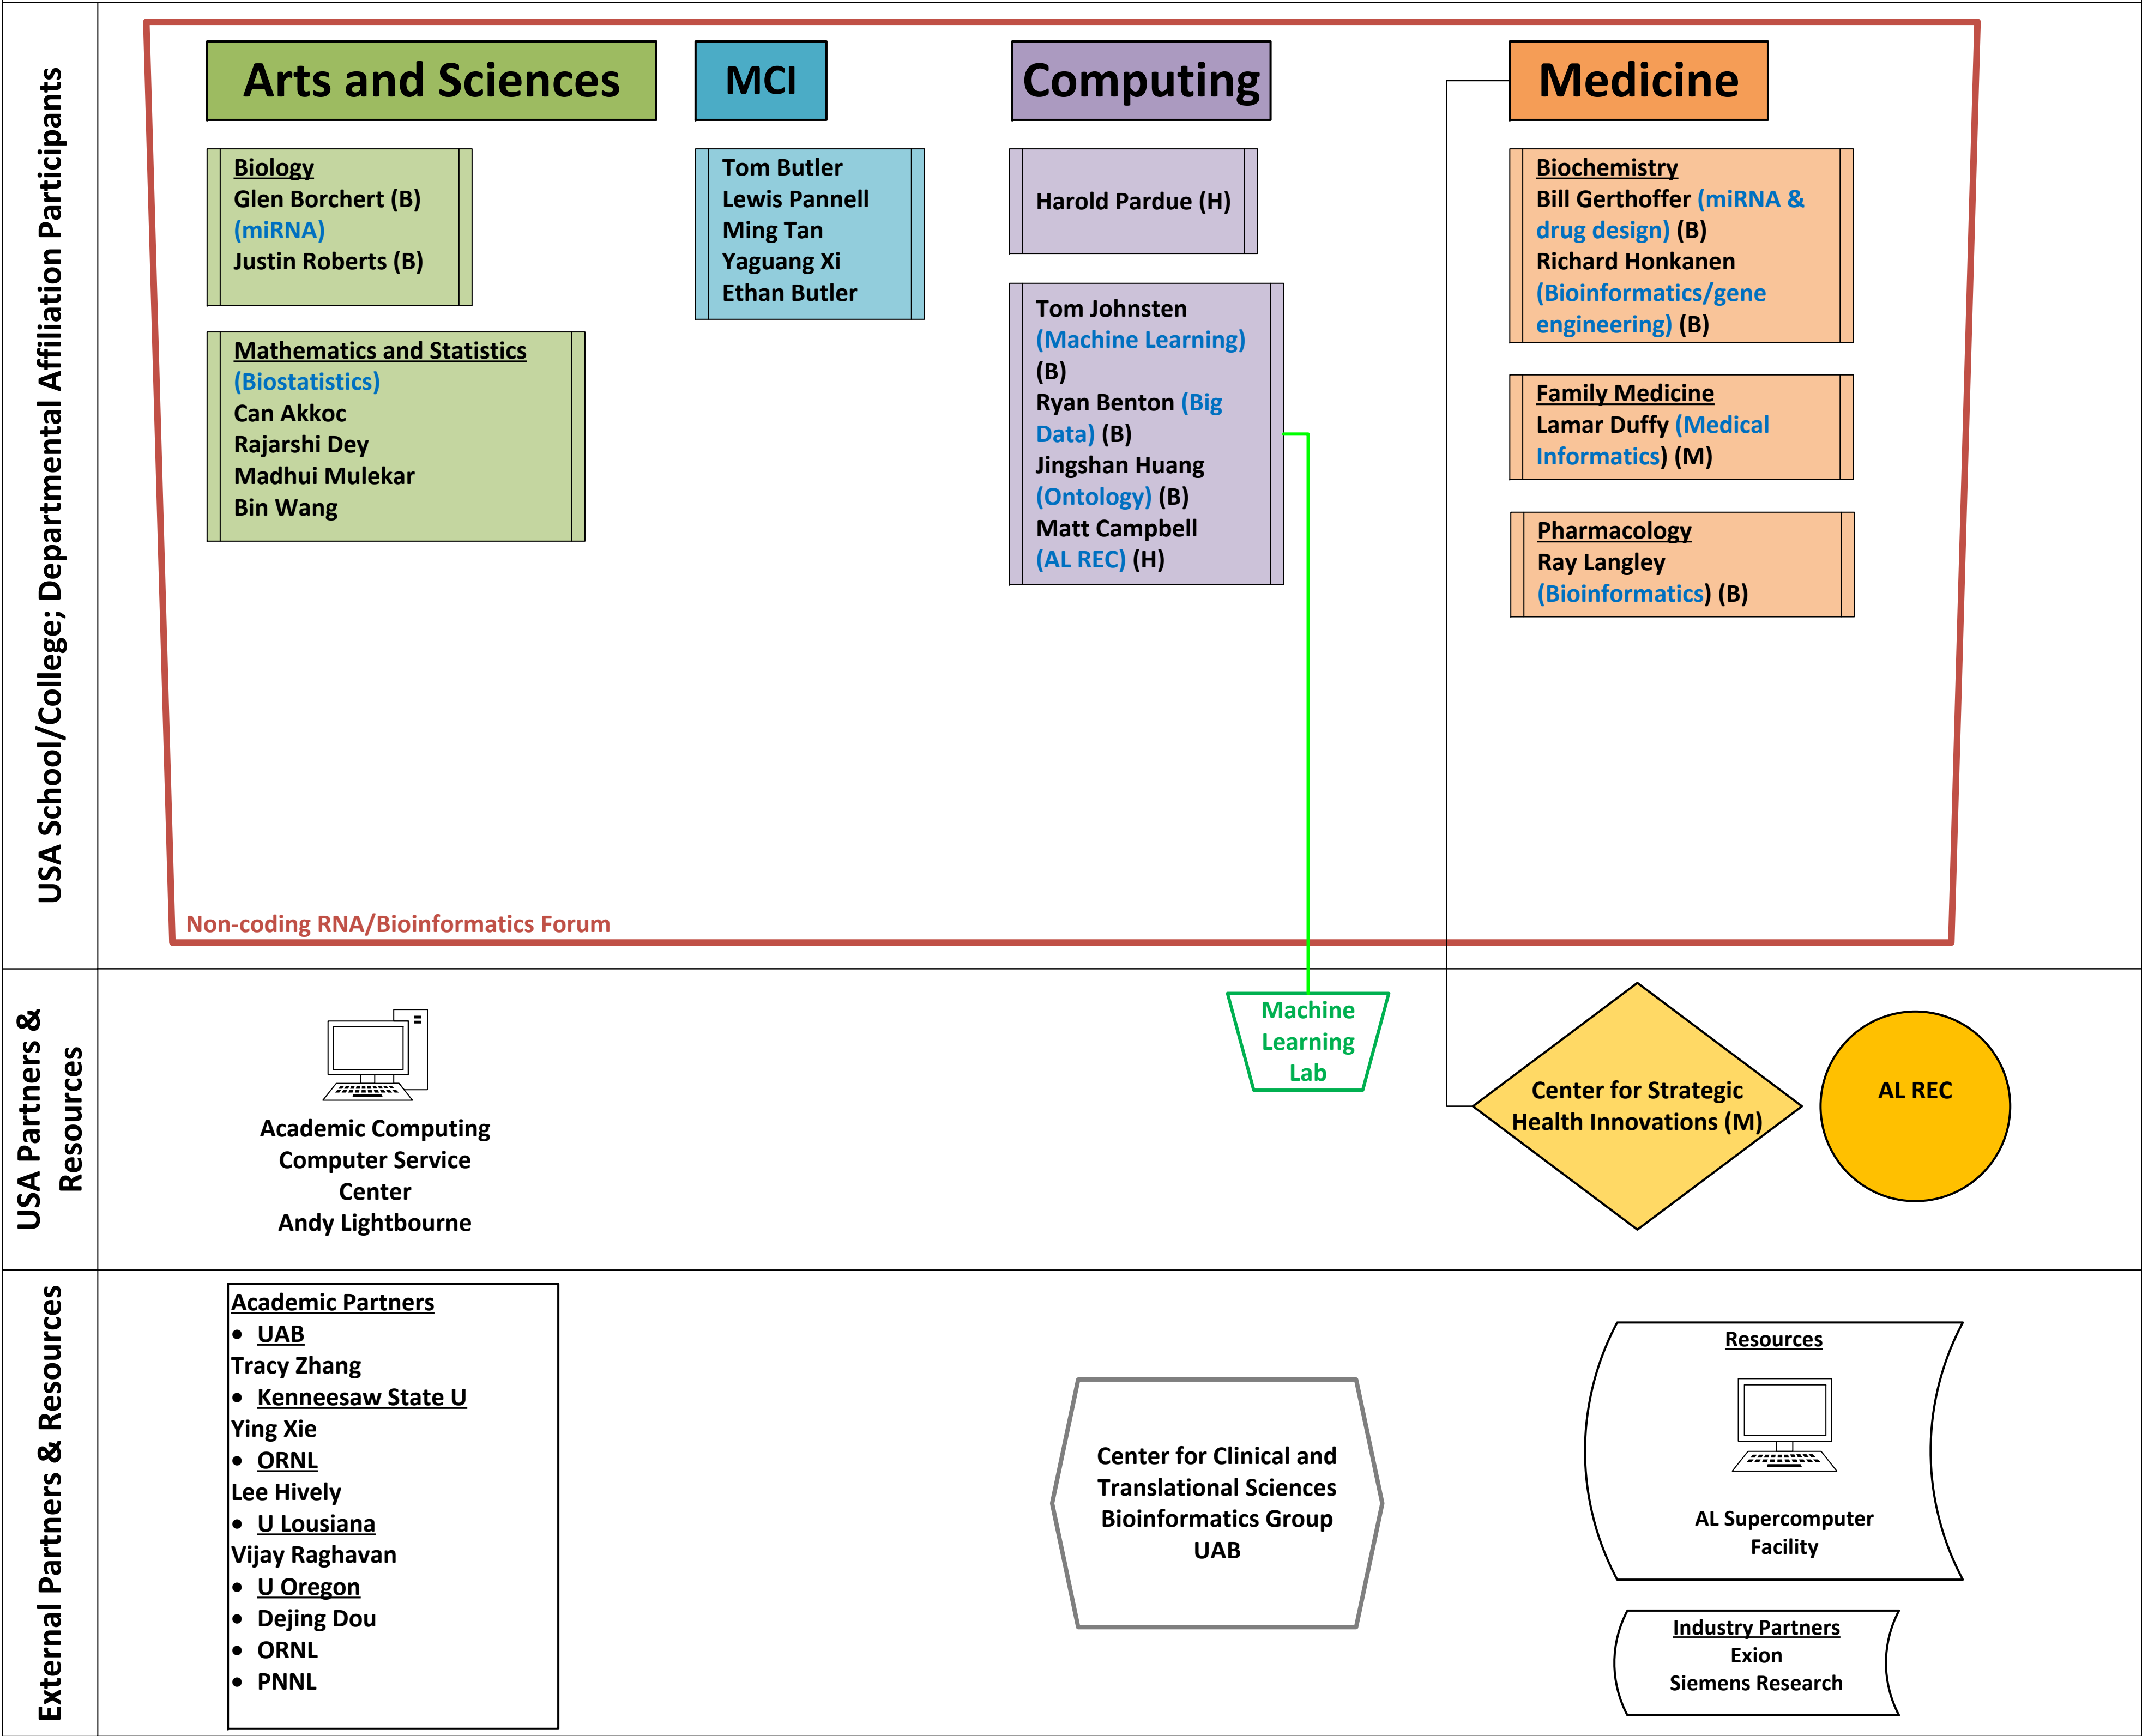 USA School/College; Departmental Affiliation Participants
Arts and Sciences
MCI
Computing
Medicine
Biology
Glen Borchert (B)
(miRNA)
Justin Roberts (B)
Mathematics and Statistics
(Biostatistics)
Can Akkoc
Rajarshi Dey
Madhui Mulekar
Bin Wang
Tom Butler
Lewis Pannell
Ming Tan
Yaguang Xi
Ethan Butler
Harold Pardue (H)
Tom Johnsten
(Machine Learning)
(B)
Ryan Benton (Big
Data) (B)
Jingshan Huang
(Ontology) (B)
Matt Campbell
(AL REC) (H)
Biochemistry
Bill Gerthoffer (miRNA &
drug design) (B)
Richard Honkanen
(Bioinformatics/gene
engineering) (B)
Family Medicine
Lamar Duffy (Medical
Informatics) (M)
Pharmacology
Ray Langley
(Bioinformatics) (B)
Non-coding RNA/Bioinformatics Forum
USA Partners &
Resources
Academic Computing
Computer Service
Center
Andy Lightbourne
Machine
Learning
Lab
Center for Strategic
Health Innovations (M)
AL REC
External Partners & Resources
Academic Partners
• UAB
Tracy Zhang
• Kenneesaw State U
Ying Xie
• ORNL
Lee Hively
• U Lousiana
Vijay Raghavan
• U Oregon
• Dejing Dou
• ORNL
• PNNL
Center for Clinical and
Translational Sciences
Bioinformatics Group
UAB
Resources
AL Supercomputer
Facility
Industry Partners
Exion
Siemens Research